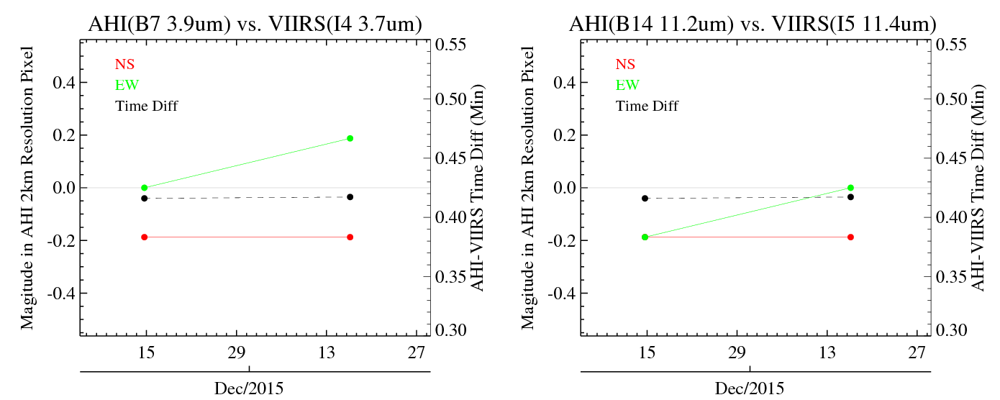 AHI(B7 3.9um) vs. VIIRS(I4 3.7um)
NS
EW
Time Diff
Magitude in AHI 2km Resolution Pixel
0.4
0.2
0.0
-0.2
-0.4
0.55
0.50
0.45
0.40
0.35
0.30
AHI-VIIRS Time Diff (Min)
15 29 13 27
Dec/2015
AHI(B14 11.2um) vs. VIIRS(I5 11.4um)
NS
EW
Time Diff
Magitude in AHI 2km Resolution Pixel
0.4
0.2
0.0
-0.2
-0.4
0.55
0.50
0.45
0.40
0.35
0.30
AHI-VIIRS Time Diff (Min)
15 29 13 27
Dec/2015